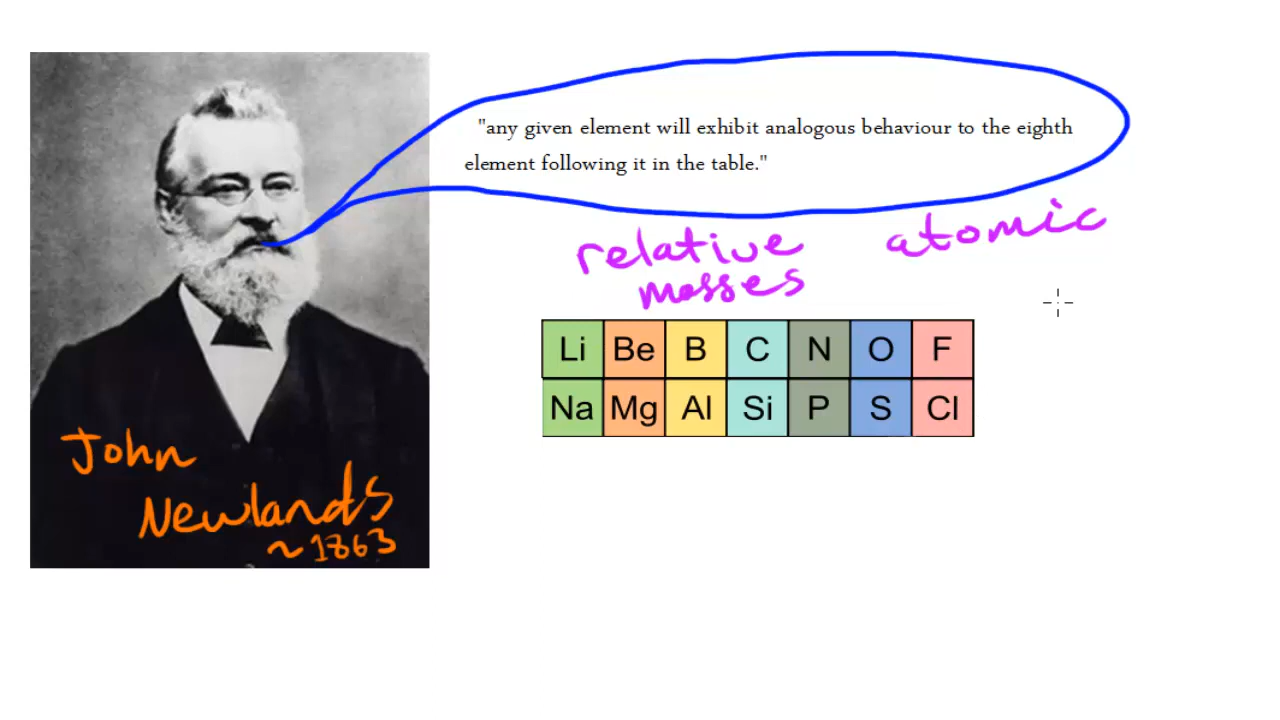 "any given element will exhibit analogous behaviour to the eighth
element following it in the table."
relative atomic
masses
Li Be B C N O F
Na Mg Al Si P S Cl
John
Newlands
~1863